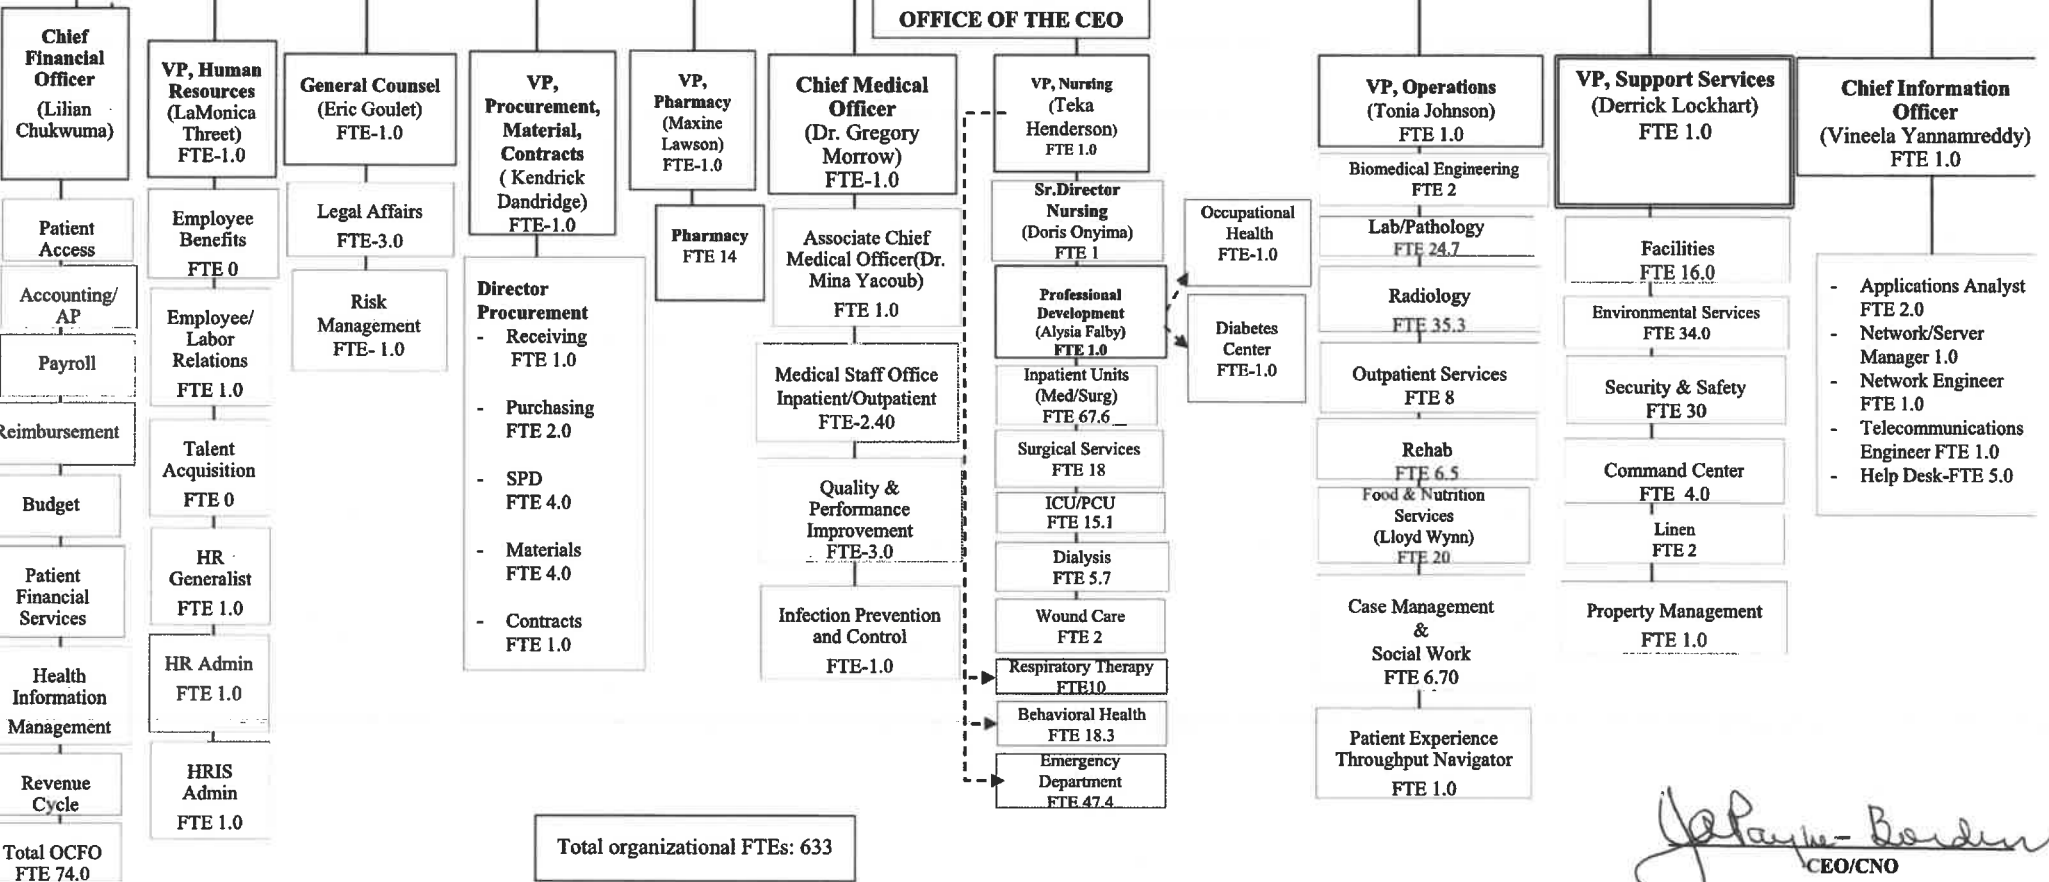 OFFICE OF THE CEO
Chief
Financial
Officer
(Lilian
Chukwuma)
Patient
Access
Accounting/
AP
Payroll
Reimbursement
Budget
Patient
Financial
Services
Health
Information
Management
Revenue
Cycle
Total OCFO
FTE 74.0
VP, Human
Resources
(LaMonica
Threet)
FTE-1.0
Employee
Benefits
FTE 0
Employee/
Labor
Relations
FTE 1.0
Talent
Acquisition
FTE 0
HR
Generalist
FTE 1.0
HR Admin
FTE 1.0
HRIS
Admin
FTE 1.0
General Counsel
(Eric Goulet)
FTE-1.0
Legal Affairs
FTE-3.0
Risk
Management
FTE- 1.0
VP,
Procurement,
Material,
Contracts
( Kendrick
Dandridge)
FTE-1.0
Director
Procurement
- Receiving
FTE 1.0
- Purchasing
FTE 2.0
- SPD
FTE 4.0
- Materials
FTE 4.0
- Contracts
FTE 1.0
VP,
Pharmacy
(Maxine
Lawson)
FTE-1.0
Pharmacy
FTE 14
Chief Medical
Officer
(Dr. Gregory
Morrow)
FTE-1.0
Associate Chief
Medical Officer(Dr.
Mina Yacoub)
FTE 1.0
Medical Staff Office
Inpatient/Outpatient
FTE-2.40
Quality &
Performance
Improvement
FTE-3.0
Infection Prevention
and Control
FTE-1.0
VP, Nursing
(Teka
Henderson)
FTE 1.0
Sr.Director
Nursing
(Doris Onyima)
FTE 1
Professional
Development
(Alysia Falby)
FTE 1.0
Inpatient Units
(Med/Surg)
FTE 67.6
Surgical Services
FTE 18
ICU/PCU
FTE 15.1
Dialysis
FTE 5.7
Wound Care
FTE 2
Respiratory Therapy
FTE10
Behavioral Health
FTE 18.3
Emergency
Department
FTE 47.4
Occupational
Health
FTE-1.0
Diabetes
Center
FTE-1.0
VP, Operations
(Tonia Johnson)
FTE 1.0
Biomedical Engineering
FTE 2
Lab/Pathology
FTE 24.7
Radiology
FTE 35.3
Outpatient Services
FTE 8
Rehab
FTE 6.5
Food & Nutrition
Services
(Lloyd Wynn)
FTE 20
Case Management
&
Social Work
FTE 6.70
Patient Experience
Throughput Navigator
FTE 1.0
VP, Support Services
(Derrick Lockhart)
FTE 1.0
Facilities
FTE 16.0
Environmental Services
FTE 34.0
Security & Safety
FTE 30
Command Center
FTE 4.0
Linen
FTE 2
Property Management
FTE 1.0
Chief Information
Officer
(Vineela Yannamreddy)
FTE 1.0
- Applications Analyst
FTE 2.0
- Network/Server
Manager 1.0
- Network Engineer
FTE 1.0
- Telecommunications
Engineer FTE 1.0
- Help Desk-FTE 5.0
Total organizational FTEs: 633
CEO/CNO